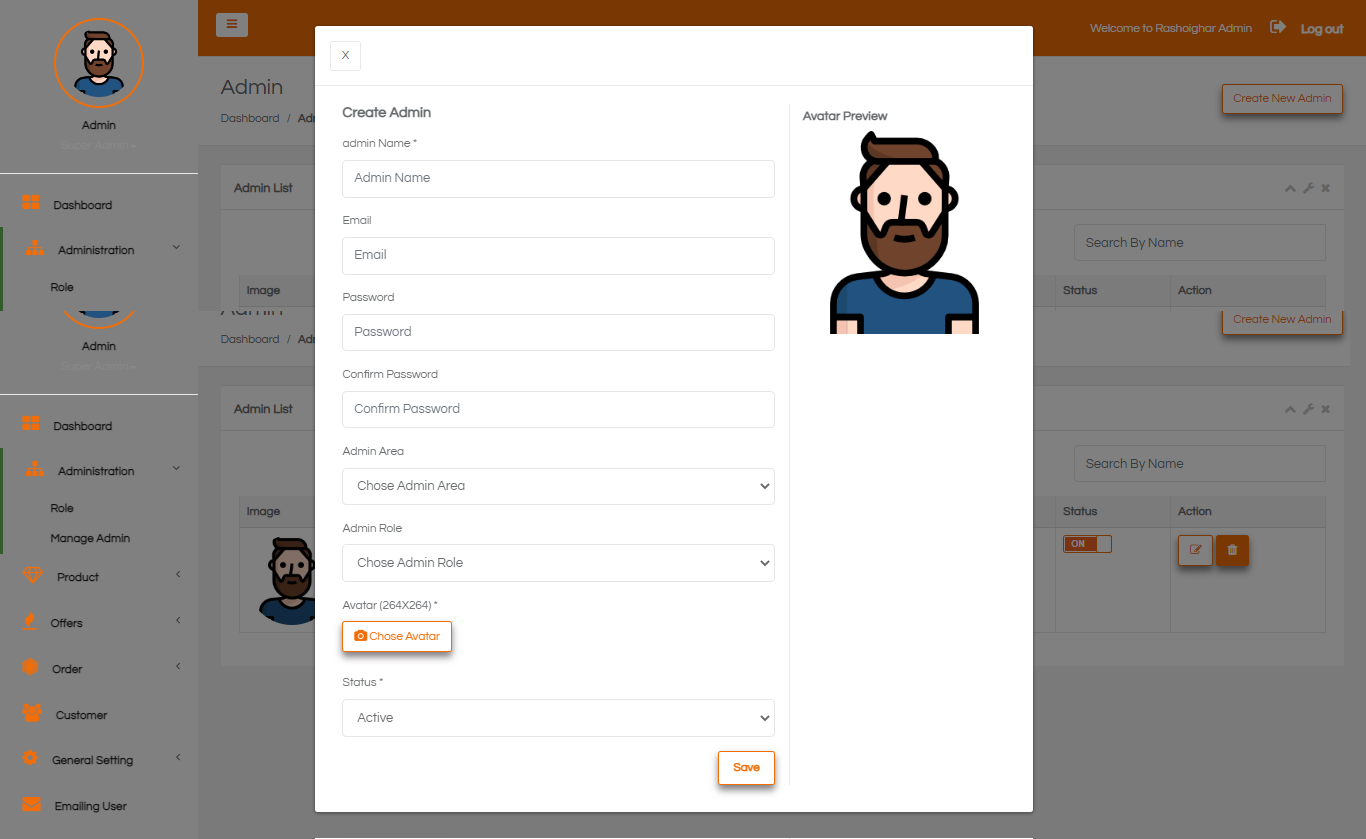 Welcome to Rashoighar Admin
Log out
Admin
Super Admin
Dashboard
Administration
Role
Admin
Dashboard / Ad
Create New Admin
Admin List
Search By Name
Image
Status
Action
X
Create Admin
admin Name *
Admin Name
Email
Email
Password
Password
Confirm Password
Confirm Password
Admin Area
Chose Admin Area
Admin Role
Chose Admin Role
Avatar (264X264) *
Chose Avatar
Status *
Active
Save
Avatar Preview
Admin
Super Admin
Dashboard
Administration
Role
Manage Admin
Product
Offers
Order
Customer
General Setting
Emailing User
Admin
Dashboard / Ad
Create New Admin
Admin List
Search By Name
Image
Status
Action
ON